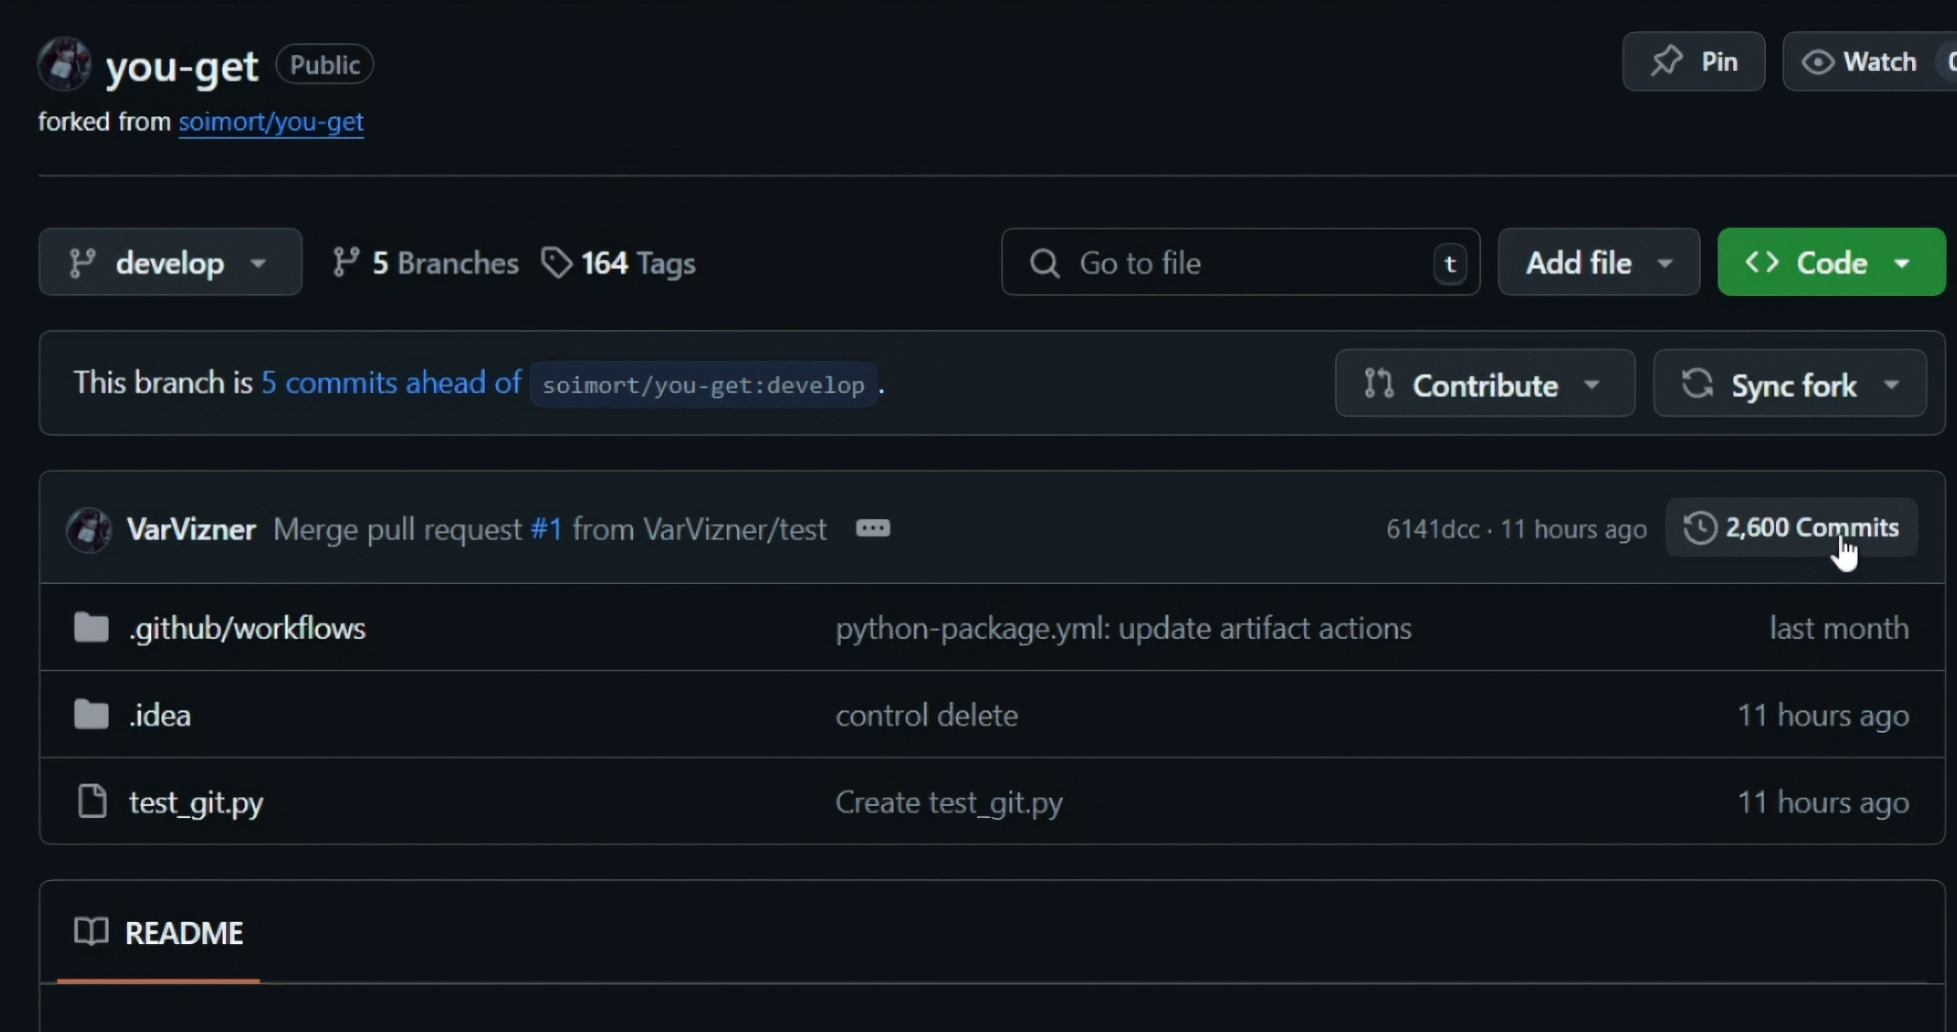 you-get Public Pin Watch
forked from soimort/you-get
develop 5 Branches 164 Tags Go to file t Add file <> Code
This branch is 5 commits ahead of soimort/you-get:develop . Contribute Sync fork
VarVizner Merge pull request #1 from VarVizner/test ··· 6141dcc · 11 hours ago 2,600 Commits
.github/workflows python-package.yml: update artifact actions last month
.idea control delete 11 hours ago
test_git.py Create test_git.py 11 hours ago
README